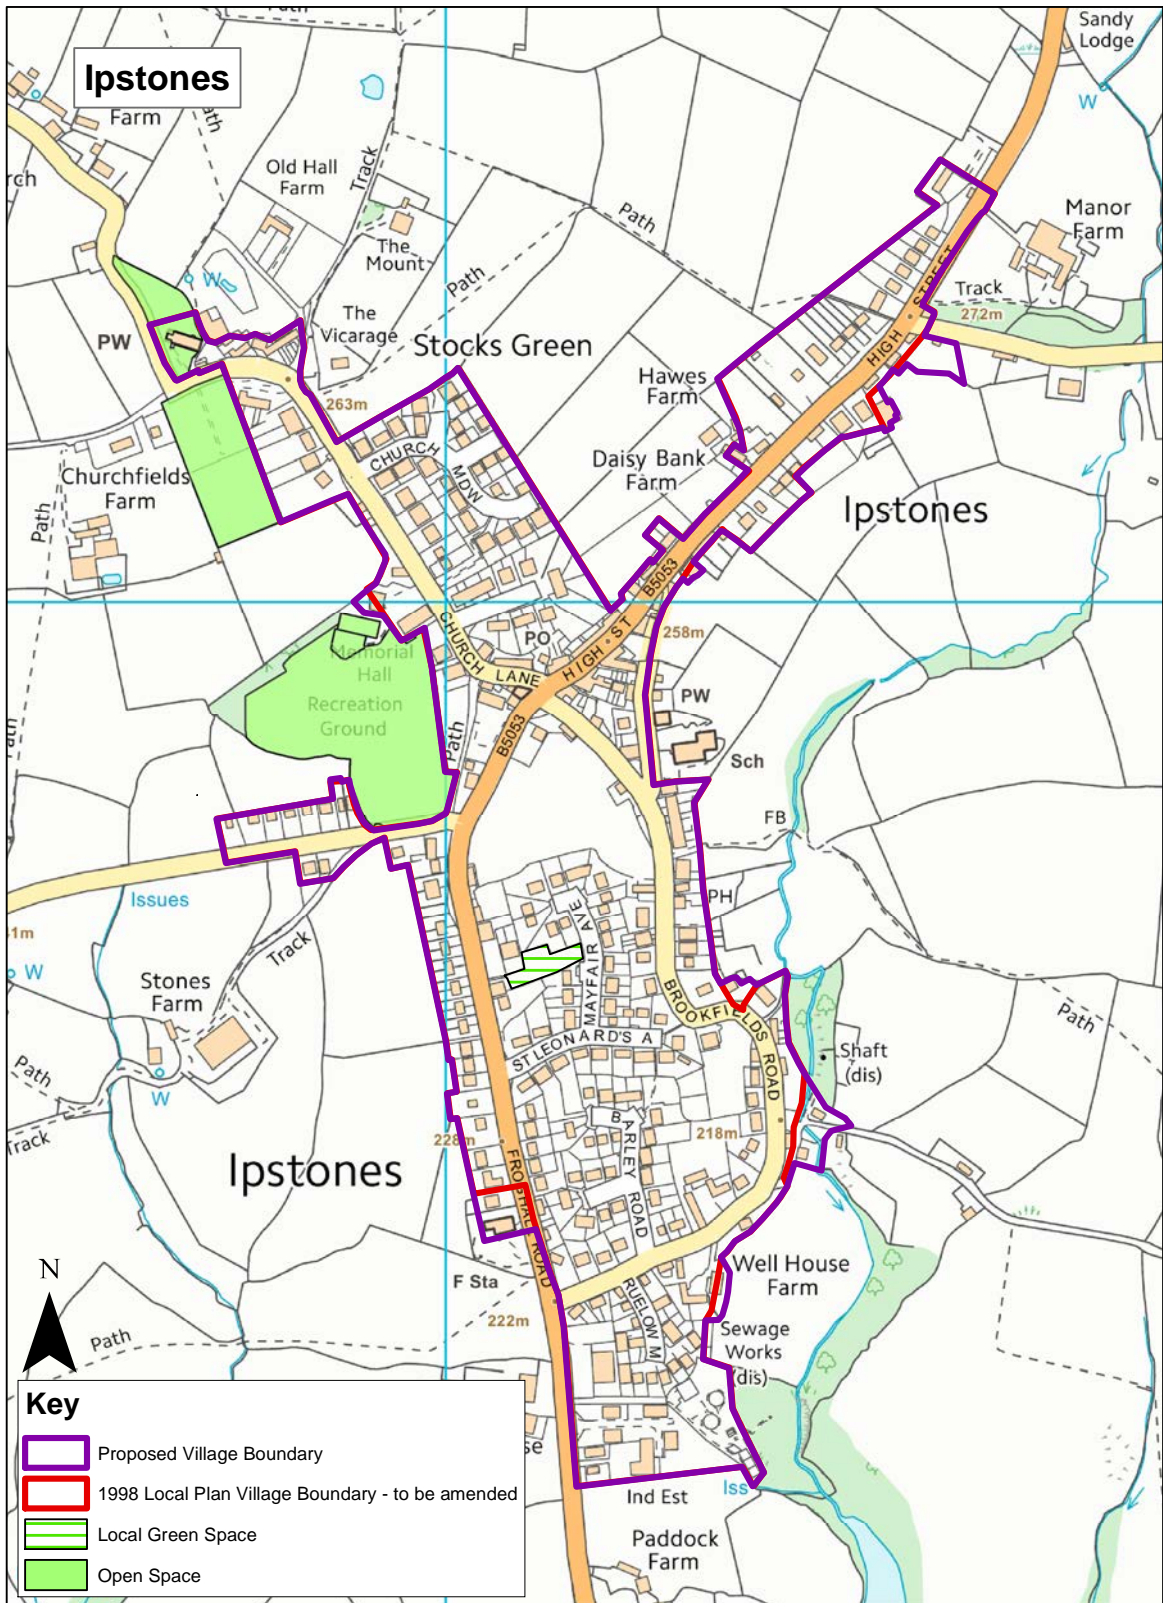 Path
Sandy
Lodge
Ipstones
Farm
Path
W
Old Hall
Farm
Track
Path
Manor
Farm
The
Mount
W
Path
STREET
Track
The
Vicarage
272m
PW
Stocks Green
HIGH
Hawes
Farm
263m
CHURCH
MDW
Daisy Bank
Farm
Churchfields
Farm
Path
Ipstones
B5053
PO
HIGH ST
258m
CHURCH LANE
Memorial
Hall
Recreation
Ground
Path
PW
B5053
Sch
FB
PH
Issues
MAYFAIR AVE
W
Track
Stones
Farm
BROOKFIELDS ROAD
Path
ST LEONARD'S A
Shaft
(dis)
Path
W
BARLEY ROAD
Track
218m
228m
Ipstones
FROGHALL ROAD
N
F Sta
Well House
Farm
RUELOW M
222m
Path
Sewage
Works
(dis)
Key
Proposed Village Boundary
1998 Local Plan Village Boundary - to be amended
Local Green Space
Open Space
Iss
Ind Est
Paddock
Farm